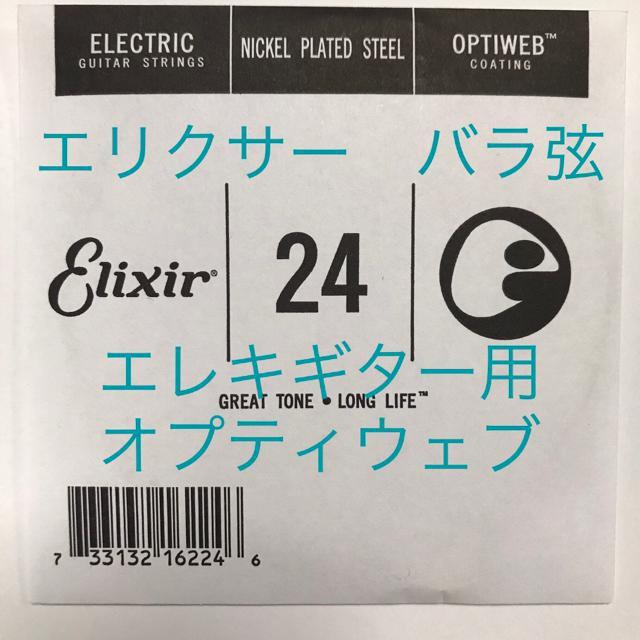 ELECTRIC
GUITAR STRINGS
NICKEL PLATED STEEL
OPTIWEB™
COATING
エリクサー　バラ弦
Elixir®
24
エレキギター用
GREAT TONE • LONG LIFE™
オプティウェブ
7 33132 16224 6